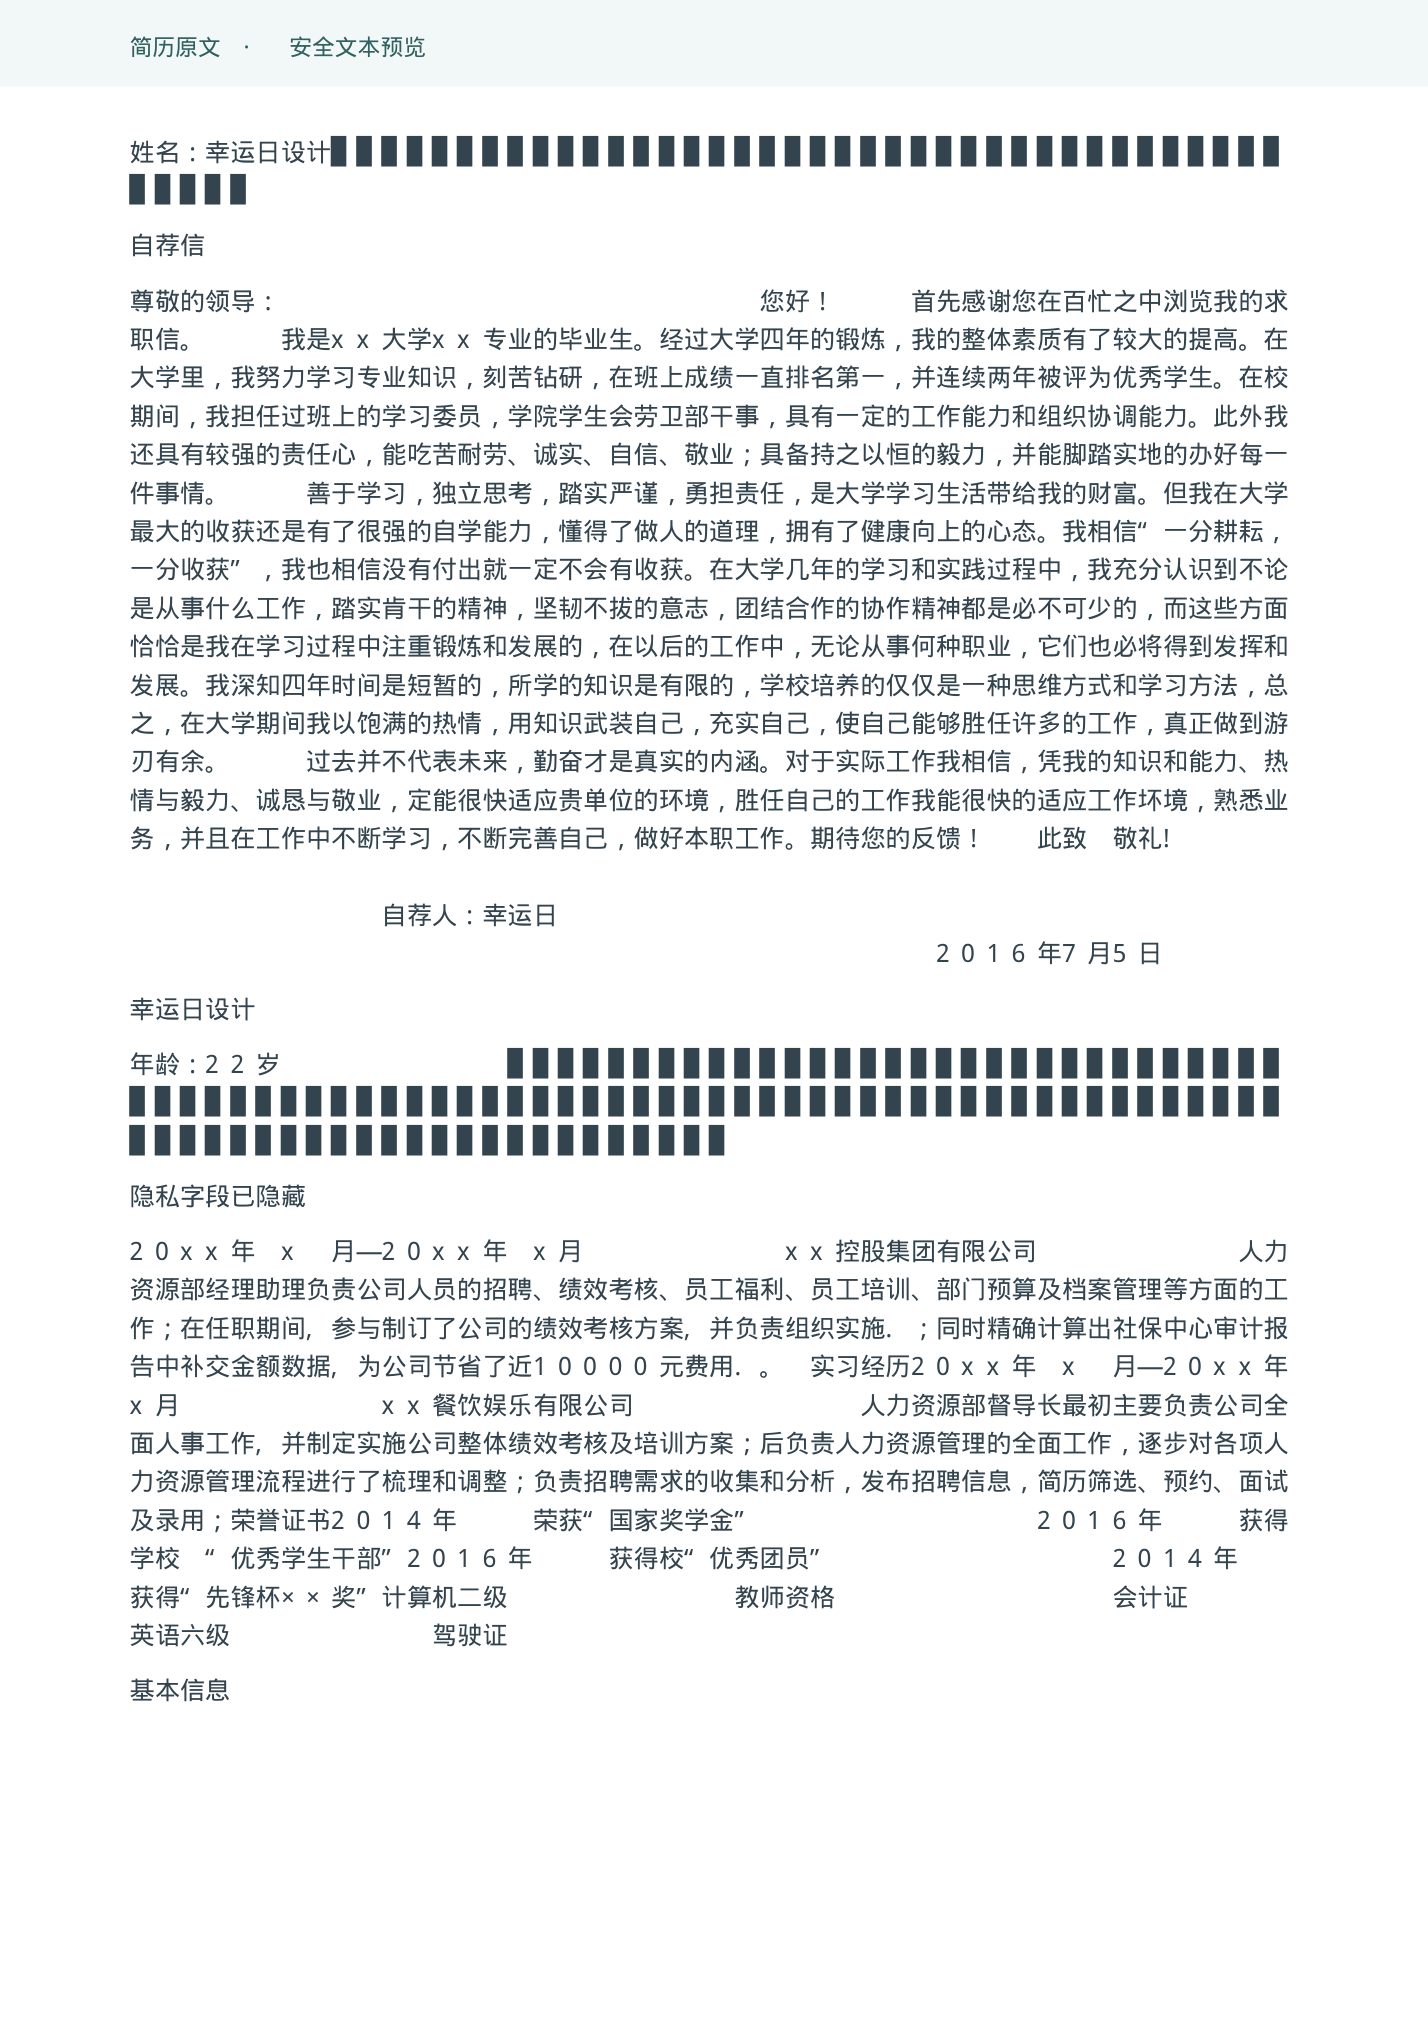 简历原文 · 安全文本预览
姓名：幸运日设计
自荐信
尊敬的领导： 您好！ 首先感谢您在百忙之中浏览我的求
职信。 我是xx大学xx专业的毕业生。经过大学四年的锻炼，我的整体素质有了较大的提高。在
大学里，我努力学习专业知识，刻苦钻研，在班上成绩一直排名第一，并连续两年被评为优秀学生。在校
期间，我担任过班上的学习委员，学院学生会劳卫部干事，具有一定的工作能力和组织协调能力。此外我
还具有较强的责任心，能吃苦耐劳、诚实、自信、敬业；具备持之以恒的毅力，并能脚踏实地的办好每一
件事情。 善于学习，独立思考，踏实严谨，勇担责任，是大学学习生活带给我的财富。但我在大学
最大的收获还是有了很强的自学能力，懂得了做人的道理，拥有了健康向上的心态。我相信“一分耕耘，
一分收获”，我也相信没有付出就一定不会有收获。在大学几年的学习和实践过程中，我充分认识到不论
是从事什么工作，踏实肯干的精神，坚韧不拔的意志，团结合作的协作精神都是必不可少的，而这些方面
恰恰是我在学习过程中注重锻炼和发展的，在以后的工作中，无论从事何种职业，它们也必将得到发挥和
发展。我深知四年时间是短暂的，所学的知识是有限的，学校培养的仅仅是一种思维方式和学习方法，总
之，在大学期间我以饱满的热情，用知识武装自己，充实自己，使自己能够胜任许多的工作，真正做到游
刃有余。 过去并不代表未来，勤奋才是真实的内涵。对于实际工作我相信，凭我的知识和能力、热
情与毅力、诚恳与敬业，定能很快适应贵单位的环境，胜任自己的工作我能很快的适应工作坏境，熟悉业
务，并且在工作中不断学习，不断完善自己，做好本职工作。期待您的反馈！ 此致 敬礼!
自荐人：幸运日
2016年7月5日
幸运日设计
年龄：22岁
隐私字段已隐藏
20xx年 x 月—20xx年 x月 xx控股集团有限公司 人力
资源部经理助理负责公司人员的招聘、绩效考核、员工福利、员工培训、部门预算及档案管理等方面的工
作；在任职期间, 参与制订了公司的绩效考核方案, 并负责组织实施. ；同时精确计算出社保中心审计报
告中补交金额数据, 为公司节省了近10000元费用. 。 实习经历20xx年 x 月—20xx年
x月 xx餐饮娱乐有限公司 人力资源部督导长最初主要负责公司全
面人事工作, 并制定实施公司整体绩效考核及培训方案；后负责人力资源管理的全面工作，逐步对各项人
力资源管理流程进行了梳理和调整；负责招聘需求的收集和分析，发布招聘信息，简历筛选、预约、面试
及录用；荣誉证书2014年 荣获“国家奖学金” 2016年 获得
学校 “优秀学生干部”2016年 获得校“优秀团员” 2014年
获得“先锋杯××奖”计算机二级 教师资格 会计证
英语六级 驾驶证
基本信息